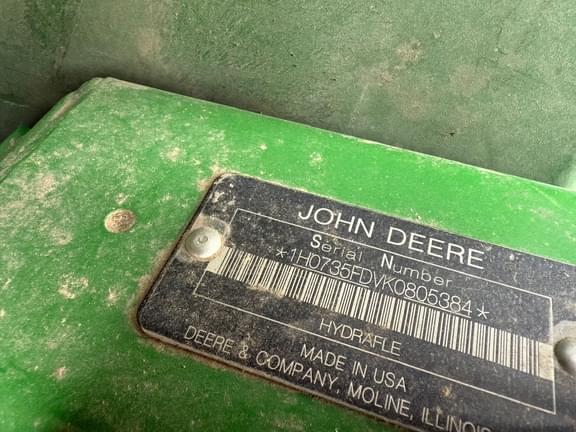 JOHN DEERE
Serial Number
*1H0735FDVK0805384*
HYDRAFLE
MADE IN USA
DEERE & COMPANY, MOLINE, ILLINOIS